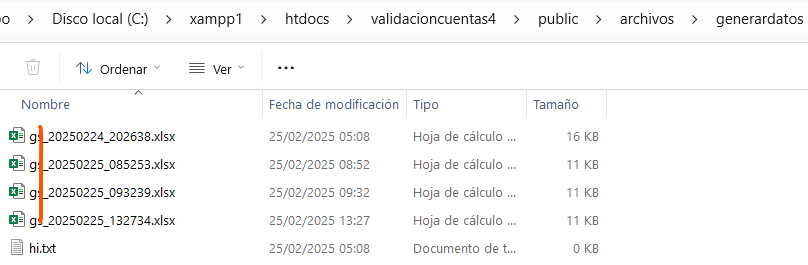 Disco local (C:) > xampp1 > htdocs > validacioncuentas4 > public > archivos > generardatos
Ordenar Ver ...
Nombre Fecha de modificación Tipo Tamaño
gs_20250224_202638.xlsx 25/02/2025 05:08 Hoja de cálculo ... 16 KB
gs_20250225_085253.xlsx 25/02/2025 08:52 Hoja de cálculo ... 11 KB
gs_20250225_093239.xlsx 25/02/2025 09:32 Hoja de cálculo ... 11 KB
gs_20250225_132734.xlsx 25/02/2025 13:27 Hoja de cálculo ... 11 KB
hi.txt 25/02/2025 05:08 Documento de t... 0 KB